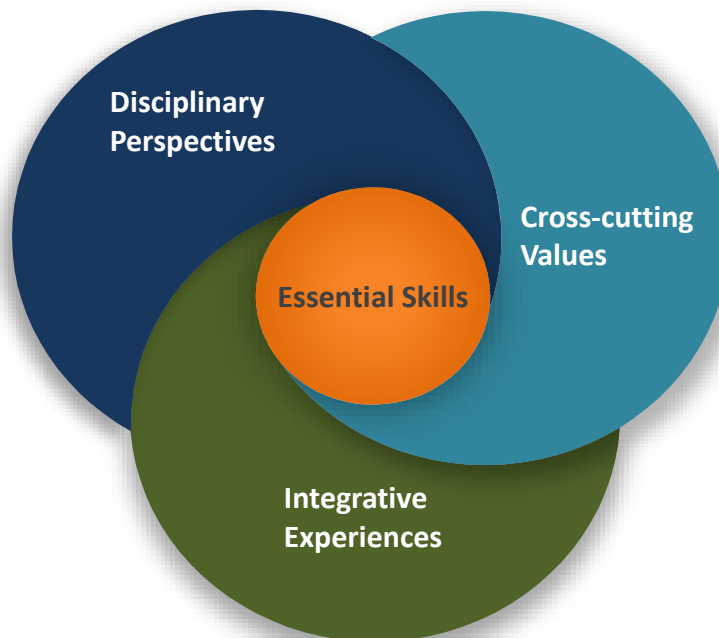 Disciplinary
Perspectives
Cross-cutting
Values
Essential Skills
Integrative
Experiences